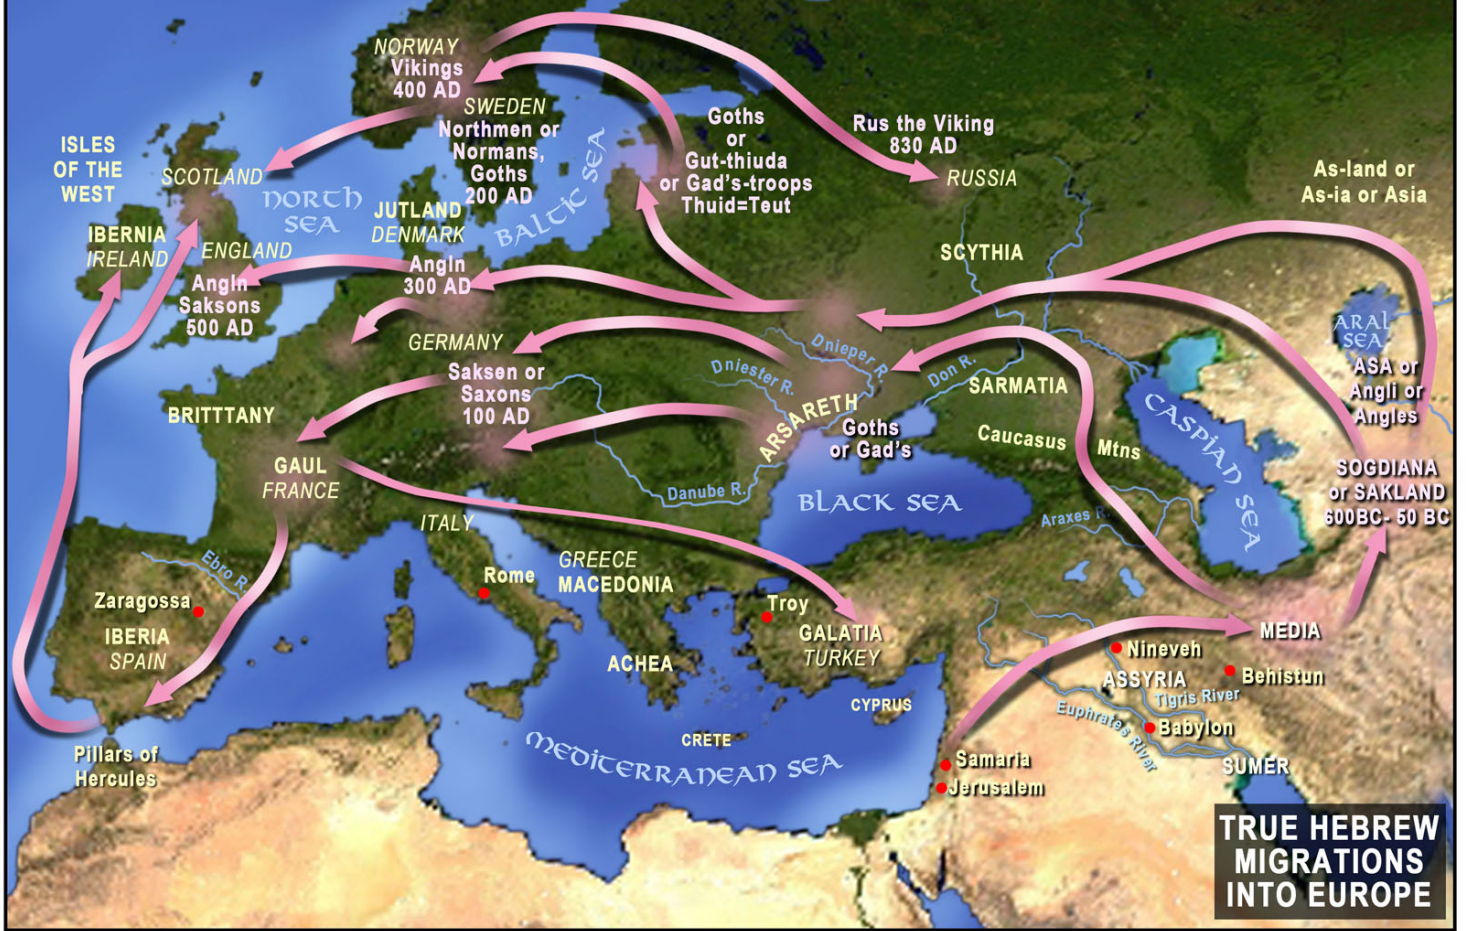 NORWAY
Vikings
400 AD
SWEDEN
Northmen or
Normans,
Goths
200 AD
Goths
or
Gut-thiuda
or Gad's-troops
Thuid=Teut
Rus the Viking
830 AD
RUSSIA
As-land or
As-ia or Asia
ISLES
OF THE
WEST
SCOTLAND
NORTH
SEA
JUTLAND
DENMARK
BALTIC SEA
IBERNIA
IRELAND
ENGLAND
Angln
Saksons
500 AD
Angln
300 AD
SCYTHIA
ARAL
SEA
GERMANY
Dnieper R.
Dniester R.
Don R.
SARMATIA
ASA or
Angli or
Angles
Saksen or
Saxons
100 AD
BRITTTANY
ARSARETH
Goths
or Gad's
Caucasus Mtns
CASPIAN SEA
GAUL
FRANCE
SOGDIANA
or SAKLAND
600BC- 50 BC
Danube R.
BLACK SEA
Araxes R.
ITALY
Ebro R.
GREECE
MACEDONIA
Rome
Zaragossa
Troy
IBERIA
SPAIN
GALATIA
TURKEY
MEDIA
Nineveh
ACHEA
ASSYRIA
Behistun
Tigris River
CYPRUS
Euphrates River
Babylon
CRETE
Pillars of
Hercules
MEDITERRANEAN SEA
Samaria
SUMER
Jerusalem
TRUE HEBREW
MIGRATIONS
INTO EUROPE